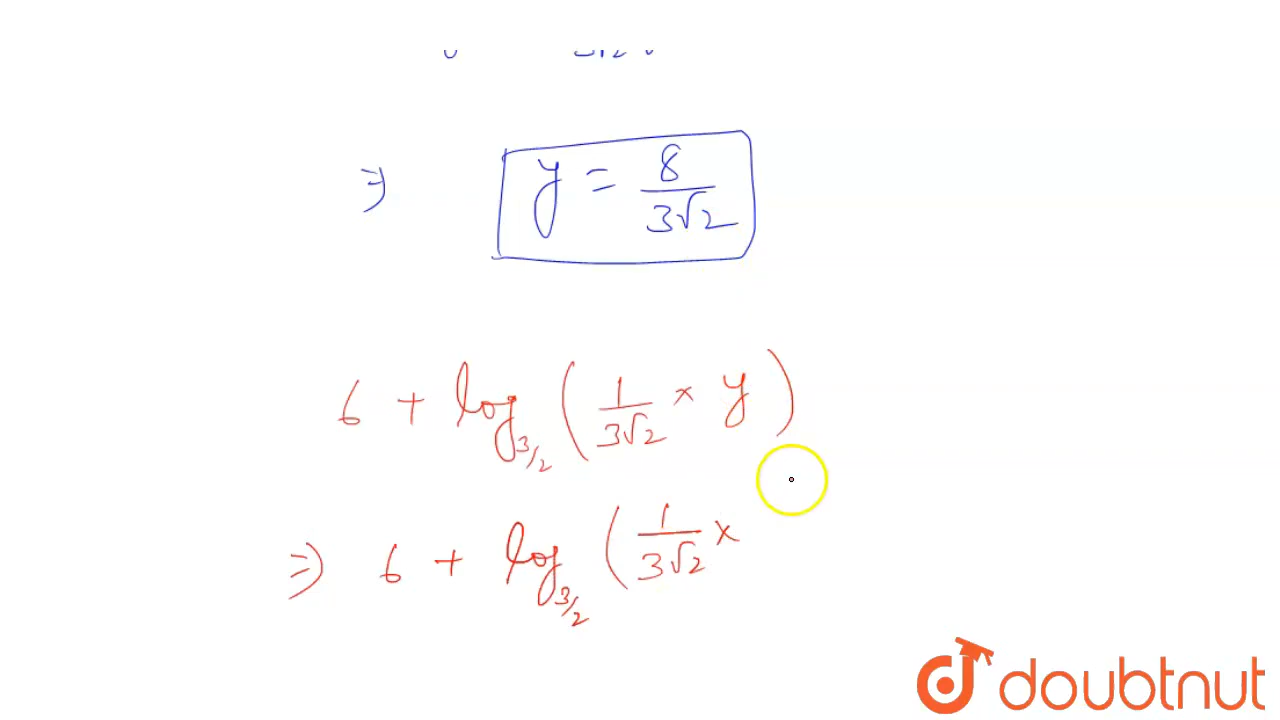 ⇒ y = 8/3√2
6 + log_{3/2} (1/3√2 × y)
⇒ 6 + log_{3/2} (1/3√2 ×
doubtnut